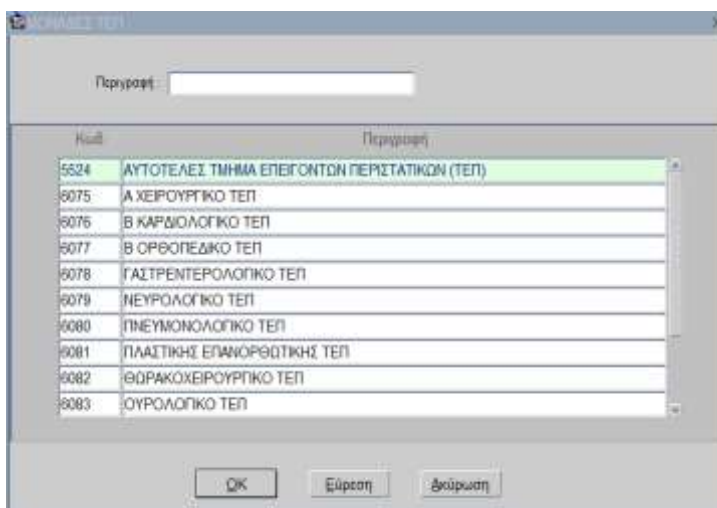 ΜΟΝΑΔΕΣ ΤΕΠ
Περιγραφή
Κωδ. Περιγραφή
5524 ΑΥΤΟΤΕΛΕΣ ΤΜΗΜΑ ΕΠΕΙΓΟΝΤΩΝ ΠΕΡΙΣΤΑΤΙΚΩΝ (ΤΕΠ)
6075 Α ΧΕΙΡΟΥΡΓΙΚΟ ΤΕΠ
6076 Β ΚΑΡΔΙΟΛΟΓΙΚΟ ΤΕΠ
6077 Β ΟΡΘΟΠΕΔΙΚΟ ΤΕΠ
6078 ΓΑΣΤΡΕΝΤΕΡΟΛΟΓΙΚΟ ΤΕΠ
6079 ΝΕΥΡΟΛΟΓΙΚΟ ΤΕΠ
6080 ΠΝΕΥΜΟΝΟΛΟΓΙΚΟ ΤΕΠ
6081 ΠΛΑΣΤΙΚΗΣ ΕΠΑΝΟΡΘΩΤΙΚΗΣ ΤΕΠ
6082 ΘΩΡΑΚΟΧΕΙΡΟΥΡΓΙΚΟ ΤΕΠ
6083 ΟΥΡΟΛΟΓΙΚΟ ΤΕΠ
OK Εύρεση Ακύρωση